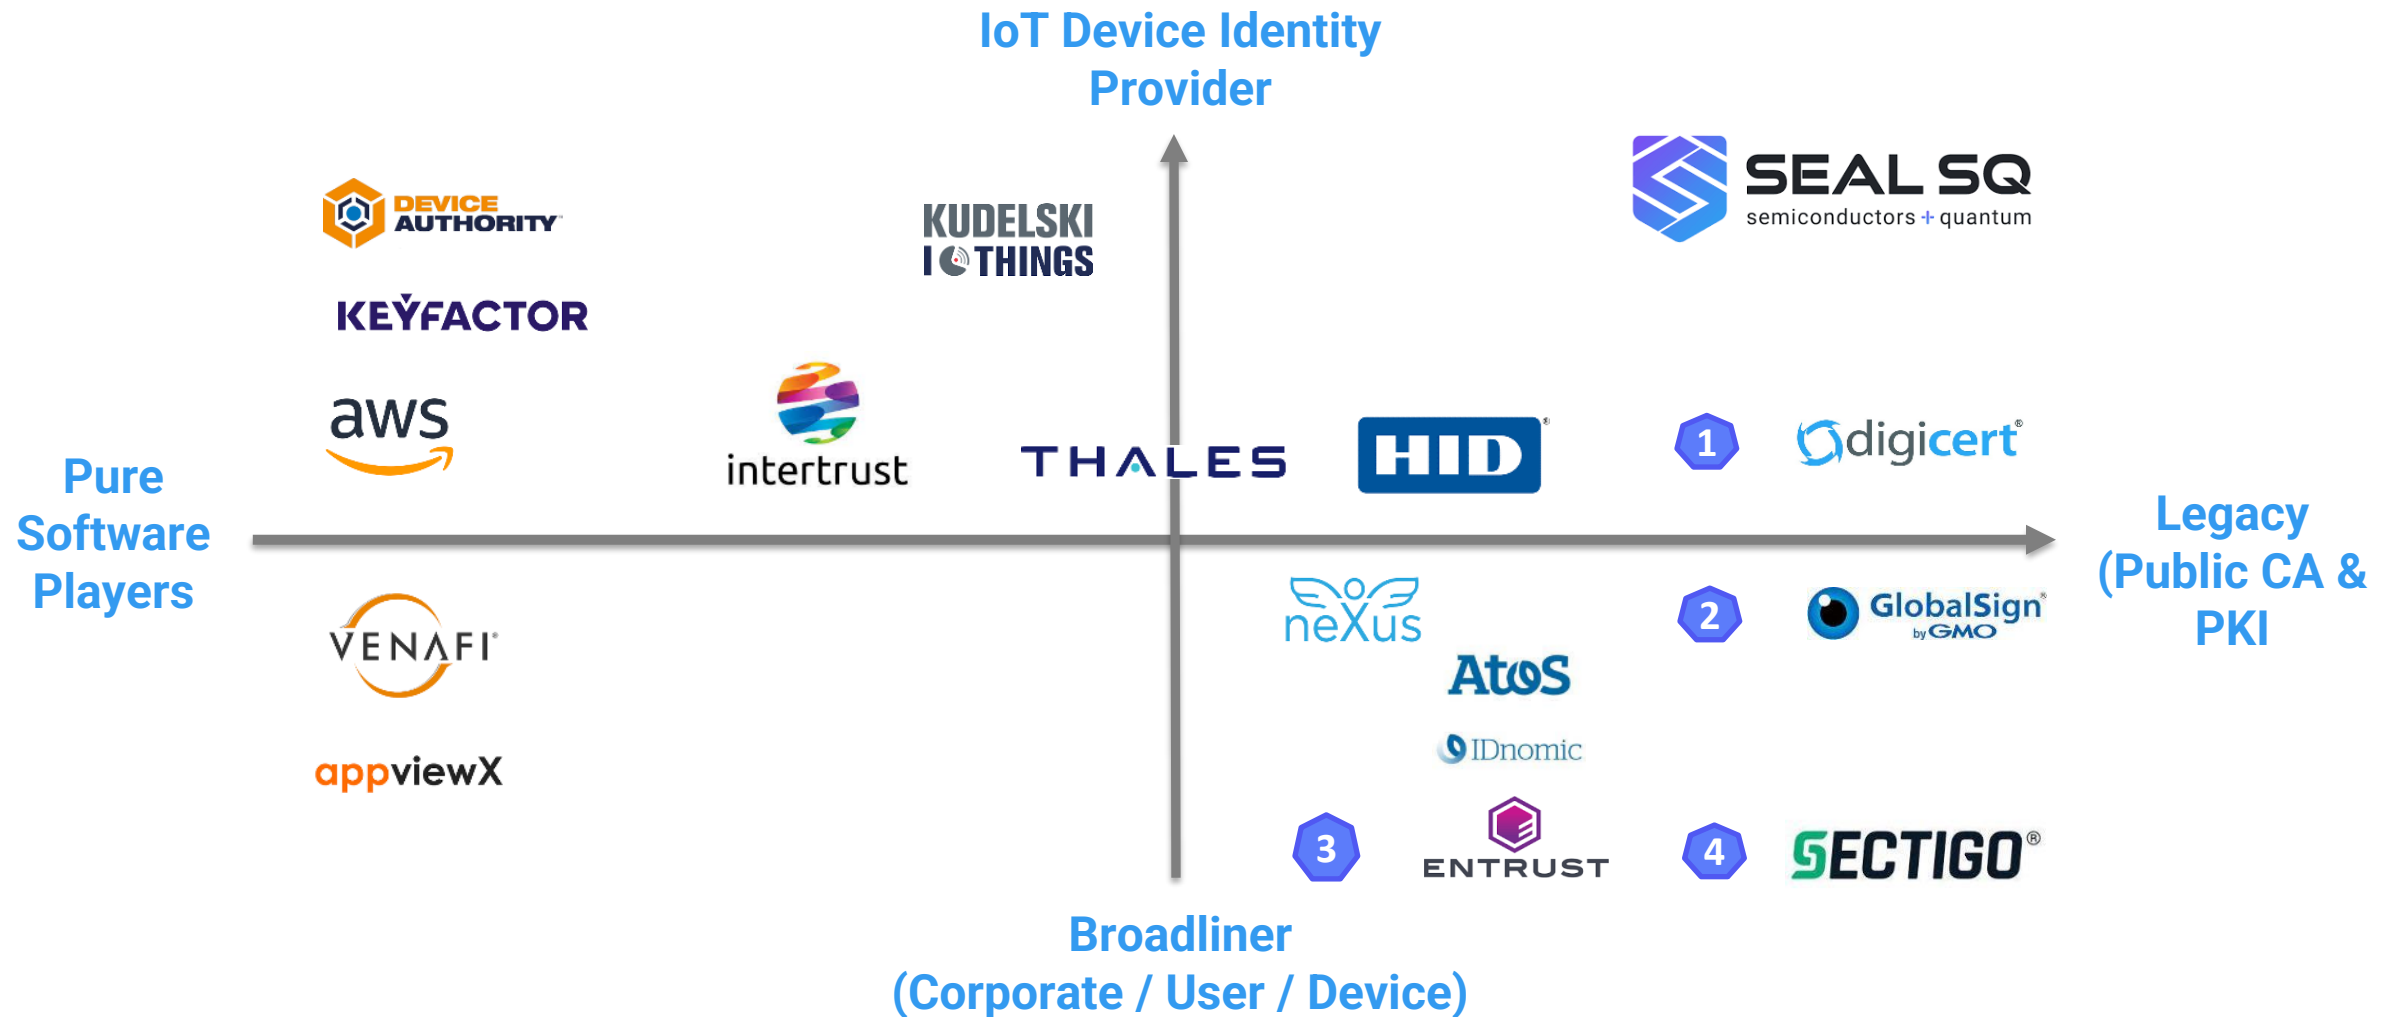 IoT Device Identity
Provider
SEAL SQ
semiconductors + quantum
DEVICE
AUTHORITY
KUDELSKI
IOTHINGS
KEYFACTOR
aws
intertrust
THALES
HID
1
digicert
Pure
Software
Players
Legacy
(Public CA &
PKI
neXus
2
GlobalSign
by GMO
VENAFI
Atos
IDnomic
appviewX
3
ENTRUST
4
SECTIGO®
Broadliner
(Corporate / User / Device)